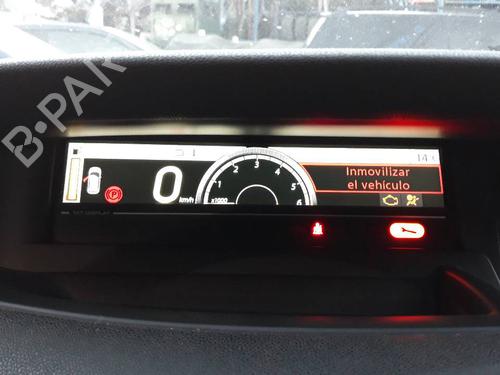 B-PARTS
14
Inmovilizar
el vehículo
0
km/h
x1000
1
2
3
4
5
6
P